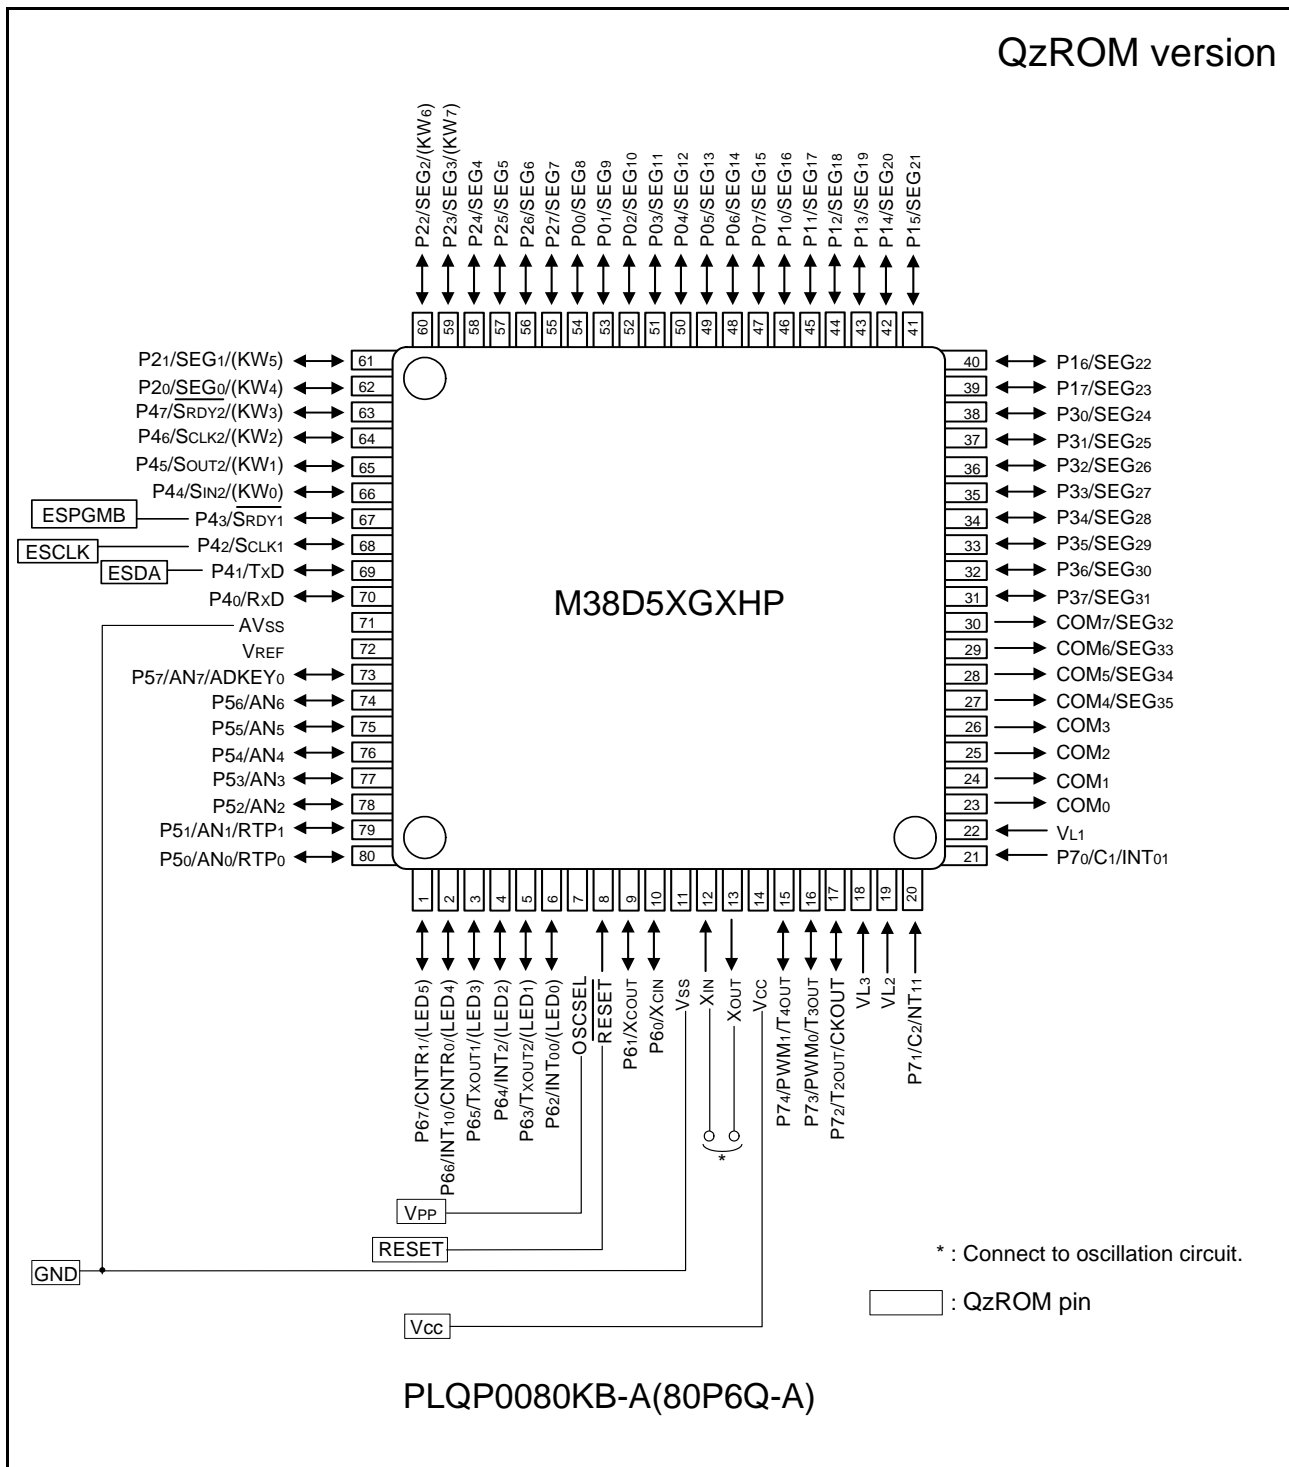 QzROM version
P22/SEG2/(KW6)
P23/SEG3/(KW7)
P24/SEG4
P25/SEG5
P26/SEG6
P27/SEG7
P00/SEG8
P01/SEG9
P02/SEG10
P03/SEG11
P04/SEG12
P05/SEG13
P06/SEG14
P07/SEG15
P10/SEG16
P11/SEG17
P12/SEG18
P13/SEG19
P14/SEG20
P15/SEG21
60
59
58
57
56
55
54
53
52
51
50
49
48
47
46
45
44
43
42
41
P21/SEG1/(KW5) 61
P20/SEG0/(KW4) 62
P47/SRDY2/(KW3) 63
P46/SCLK2/(KW2) 64
P45/SOUT2/(KW1) 65
P44/SIN2/(KW0) 66
ESPGMB P43/SRDY1 67
ESCLK P42/SCLK1 68
ESDA P41/TXD 69
P40/RXD 70
AVSS 71
VREF 72
P57/AN7/ADKEY0 73
P56/AN6 74
P55/AN5 75
P54/AN4 76
P53/AN3 77
P52/AN2 78
P51/AN1/RTP1 79
P50/AN0/RTP0 80
M38D5XGXHP
40 P16/SEG22
39 P17/SEG23
38 P30/SEG24
37 P31/SEG25
36 P32/SEG26
35 P33/SEG27
34 P34/SEG28
33 P35/SEG29
32 P36/SEG30
31 P37/SEG31
30 COM7/SEG32
29 COM6/SEG33
28 COM5/SEG34
27 COM4/SEG35
26 COM3
25 COM2
24 COM1
23 COM0
22 VL1
21 P70/C1/INT01
1
2
3
4
5
6
7
8
9
10
11
12
13
14
15
16
17
18
19
20
P67/CNTR1/(LED5)
P66/INT10/CNTR0/(LED4)
P65/TXOUT1/(LED3)
P64/INT2/(LED2)
P63/TXOUT2/(LED1)
P62/INT00/(LED0)
OSCSEL
RESET
P61/XCOUT
P60/XCIN
VSS
XIN
XOUT
VCC
P74/PWM1/T4OUT
P73/PWM0/T3OUT
P72/T2OUT/CKOUT
VL3
VL2
P71/C2/NT11
*
VPP
RESET
GND
Vcc
* : Connect to oscillation circuit.
: QzROM pin
PLQP0080KB-A(80P6Q-A)